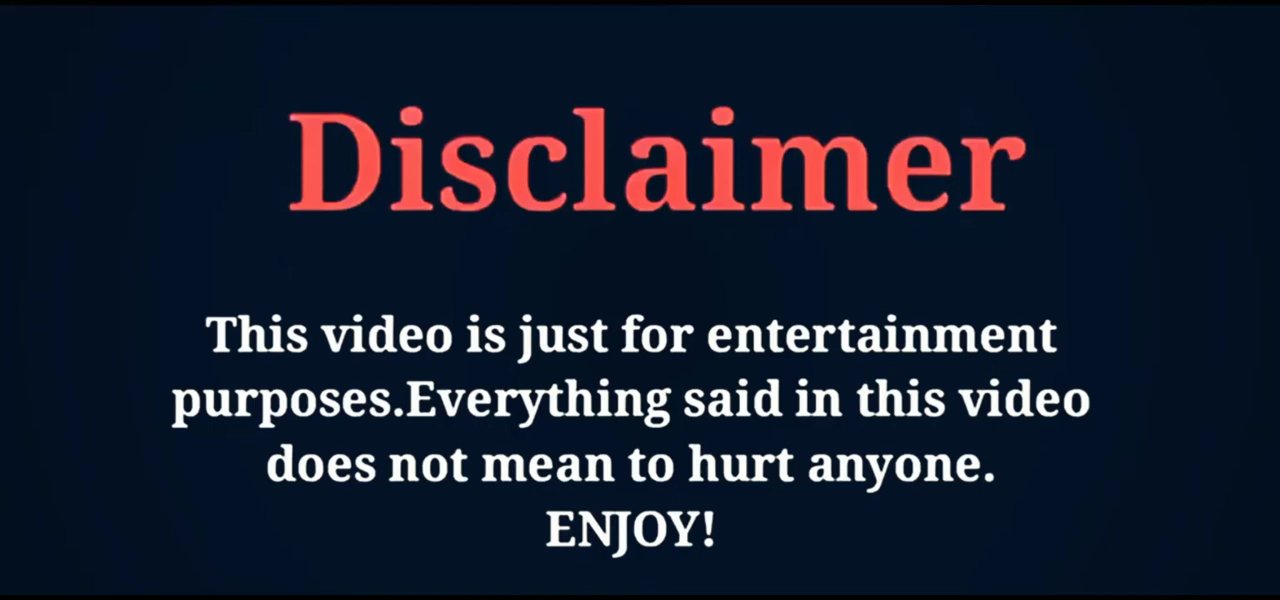 Disclaimer
This video is just for entertainment
purposes.Everything said in this video
does not mean to hurt anyone.
ENJOY!